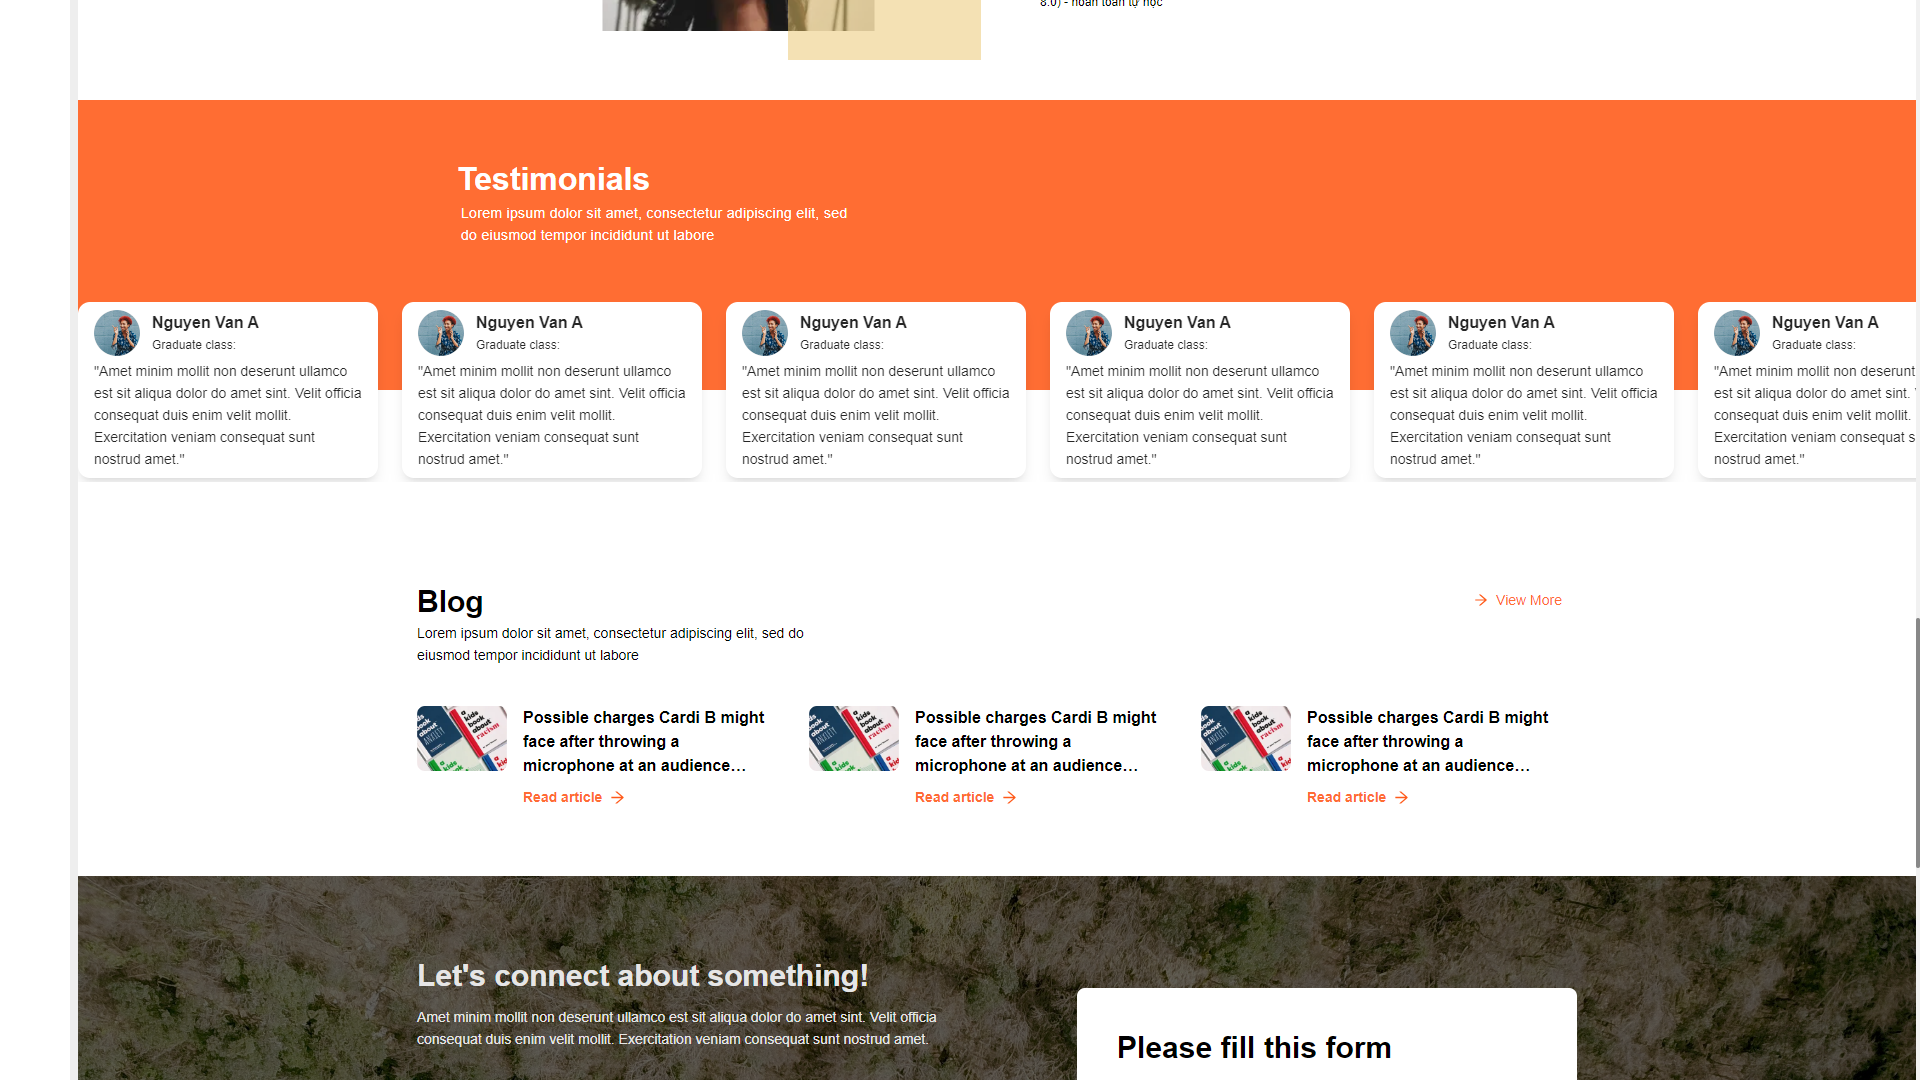 8.0) - hoàn toàn tự học
Testimonials
Lorem ipsum dolor sit amet, consectetur adipiscing elit, sed
do eiusmod tempor incididunt ut labore
Nguyen Van A
Graduate class:
"Amet minim mollit non deserunt ullamco
est sit aliqua dolor do amet sint. Velit officia
consequat duis enim velit mollit.
Exercitation veniam consequat sunt
nostrud amet."
Nguyen Van A
Graduate class:
"Amet minim mollit non deserunt ullamco
est sit aliqua dolor do amet sint. Velit officia
consequat duis enim velit mollit.
Exercitation veniam consequat sunt
nostrud amet."
Nguyen Van A
Graduate class:
"Amet minim mollit non deserunt ullamco
est sit aliqua dolor do amet sint. Velit officia
consequat duis enim velit mollit.
Exercitation veniam consequat sunt
nostrud amet."
Nguyen Van A
Graduate class:
"Amet minim mollit non deserunt ullamco
est sit aliqua dolor do amet sint. Velit officia
consequat duis enim velit mollit.
Exercitation veniam consequat sunt
nostrud amet."
Nguyen Van A
Graduate class:
"Amet minim mollit non deserunt ullamco
est sit aliqua dolor do amet sint. Velit officia
consequat duis enim velit mollit.
Exercitation veniam consequat sunt
nostrud amet."
Nguyen Van A
Graduate class:
"Amet minim mollit non deserunt
est sit aliqua dolor do amet sint.
consequat duis enim velit mollit.
Exercitation veniam consequat s
nostrud amet."
Blog
View More
Lorem ipsum dolor sit amet, consectetur adipiscing elit, sed do
eiusmod tempor incididunt ut labore
Possible charges Cardi B might
face after throwing a
microphone at an audience…
Read article
Possible charges Cardi B might
face after throwing a
microphone at an audience…
Read article
Possible charges Cardi B might
face after throwing a
microphone at an audience…
Read article
Let's connect about something!
Amet minim mollit non deserunt ullamco est sit aliqua dolor do amet sint. Velit officia
consequat duis enim velit mollit. Exercitation veniam consequat sunt nostrud amet.
Please fill this form